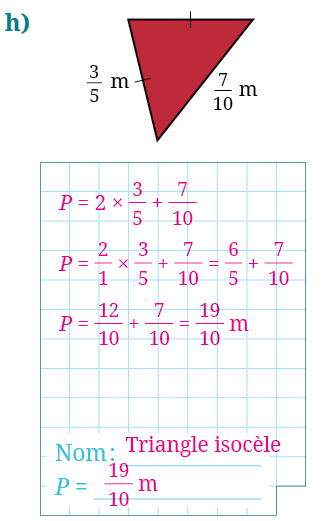 h)
3/5 m
7/10 m
P = 2 × 3/5 + 7/10
P = 2/1 × 3/5 + 7/10 = 6/5 + 7/10
P = 12/10 + 7/10 = 19/10 m
Nom: Triangle isocèle
P = 19/10 m